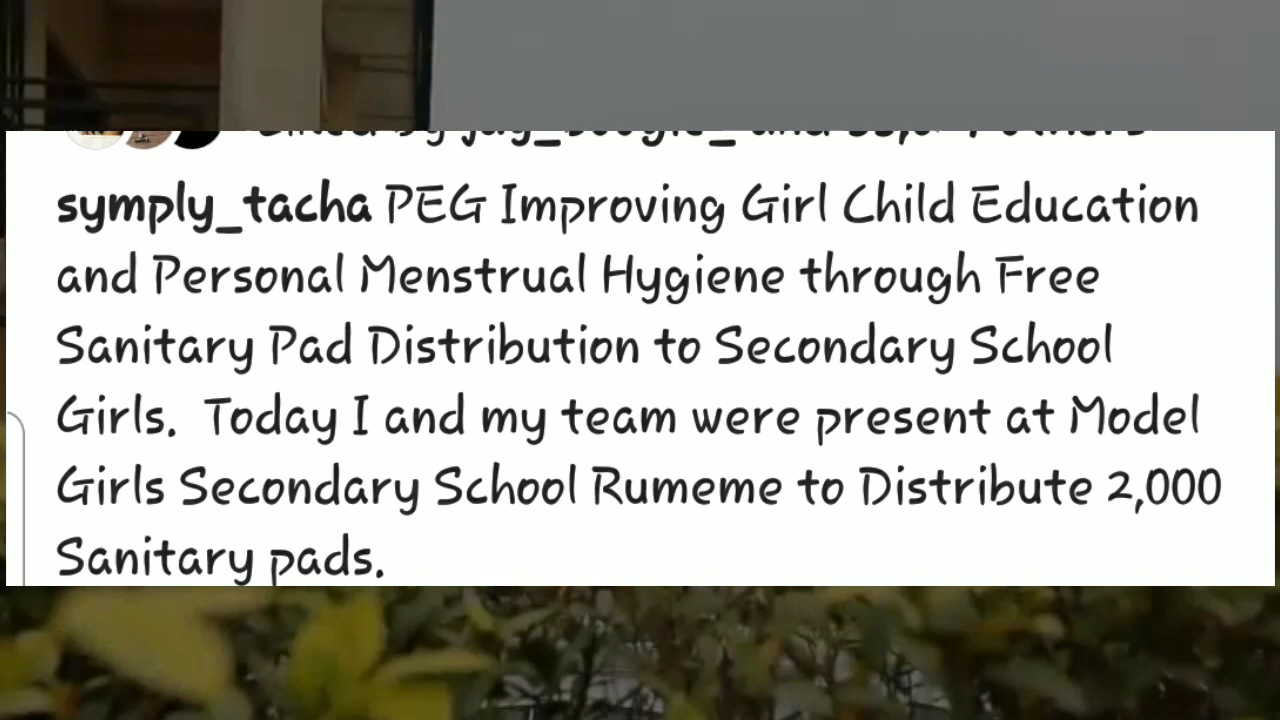 symply_tacha PEG Improving Girl Child Education
and Personal Menstrual Hygiene through Free
Sanitary Pad Distribution to Secondary School
Girls. Today I and my team were present at Model
Girls Secondary School Rumeme to Distribute 2,000
Sanitary pads.